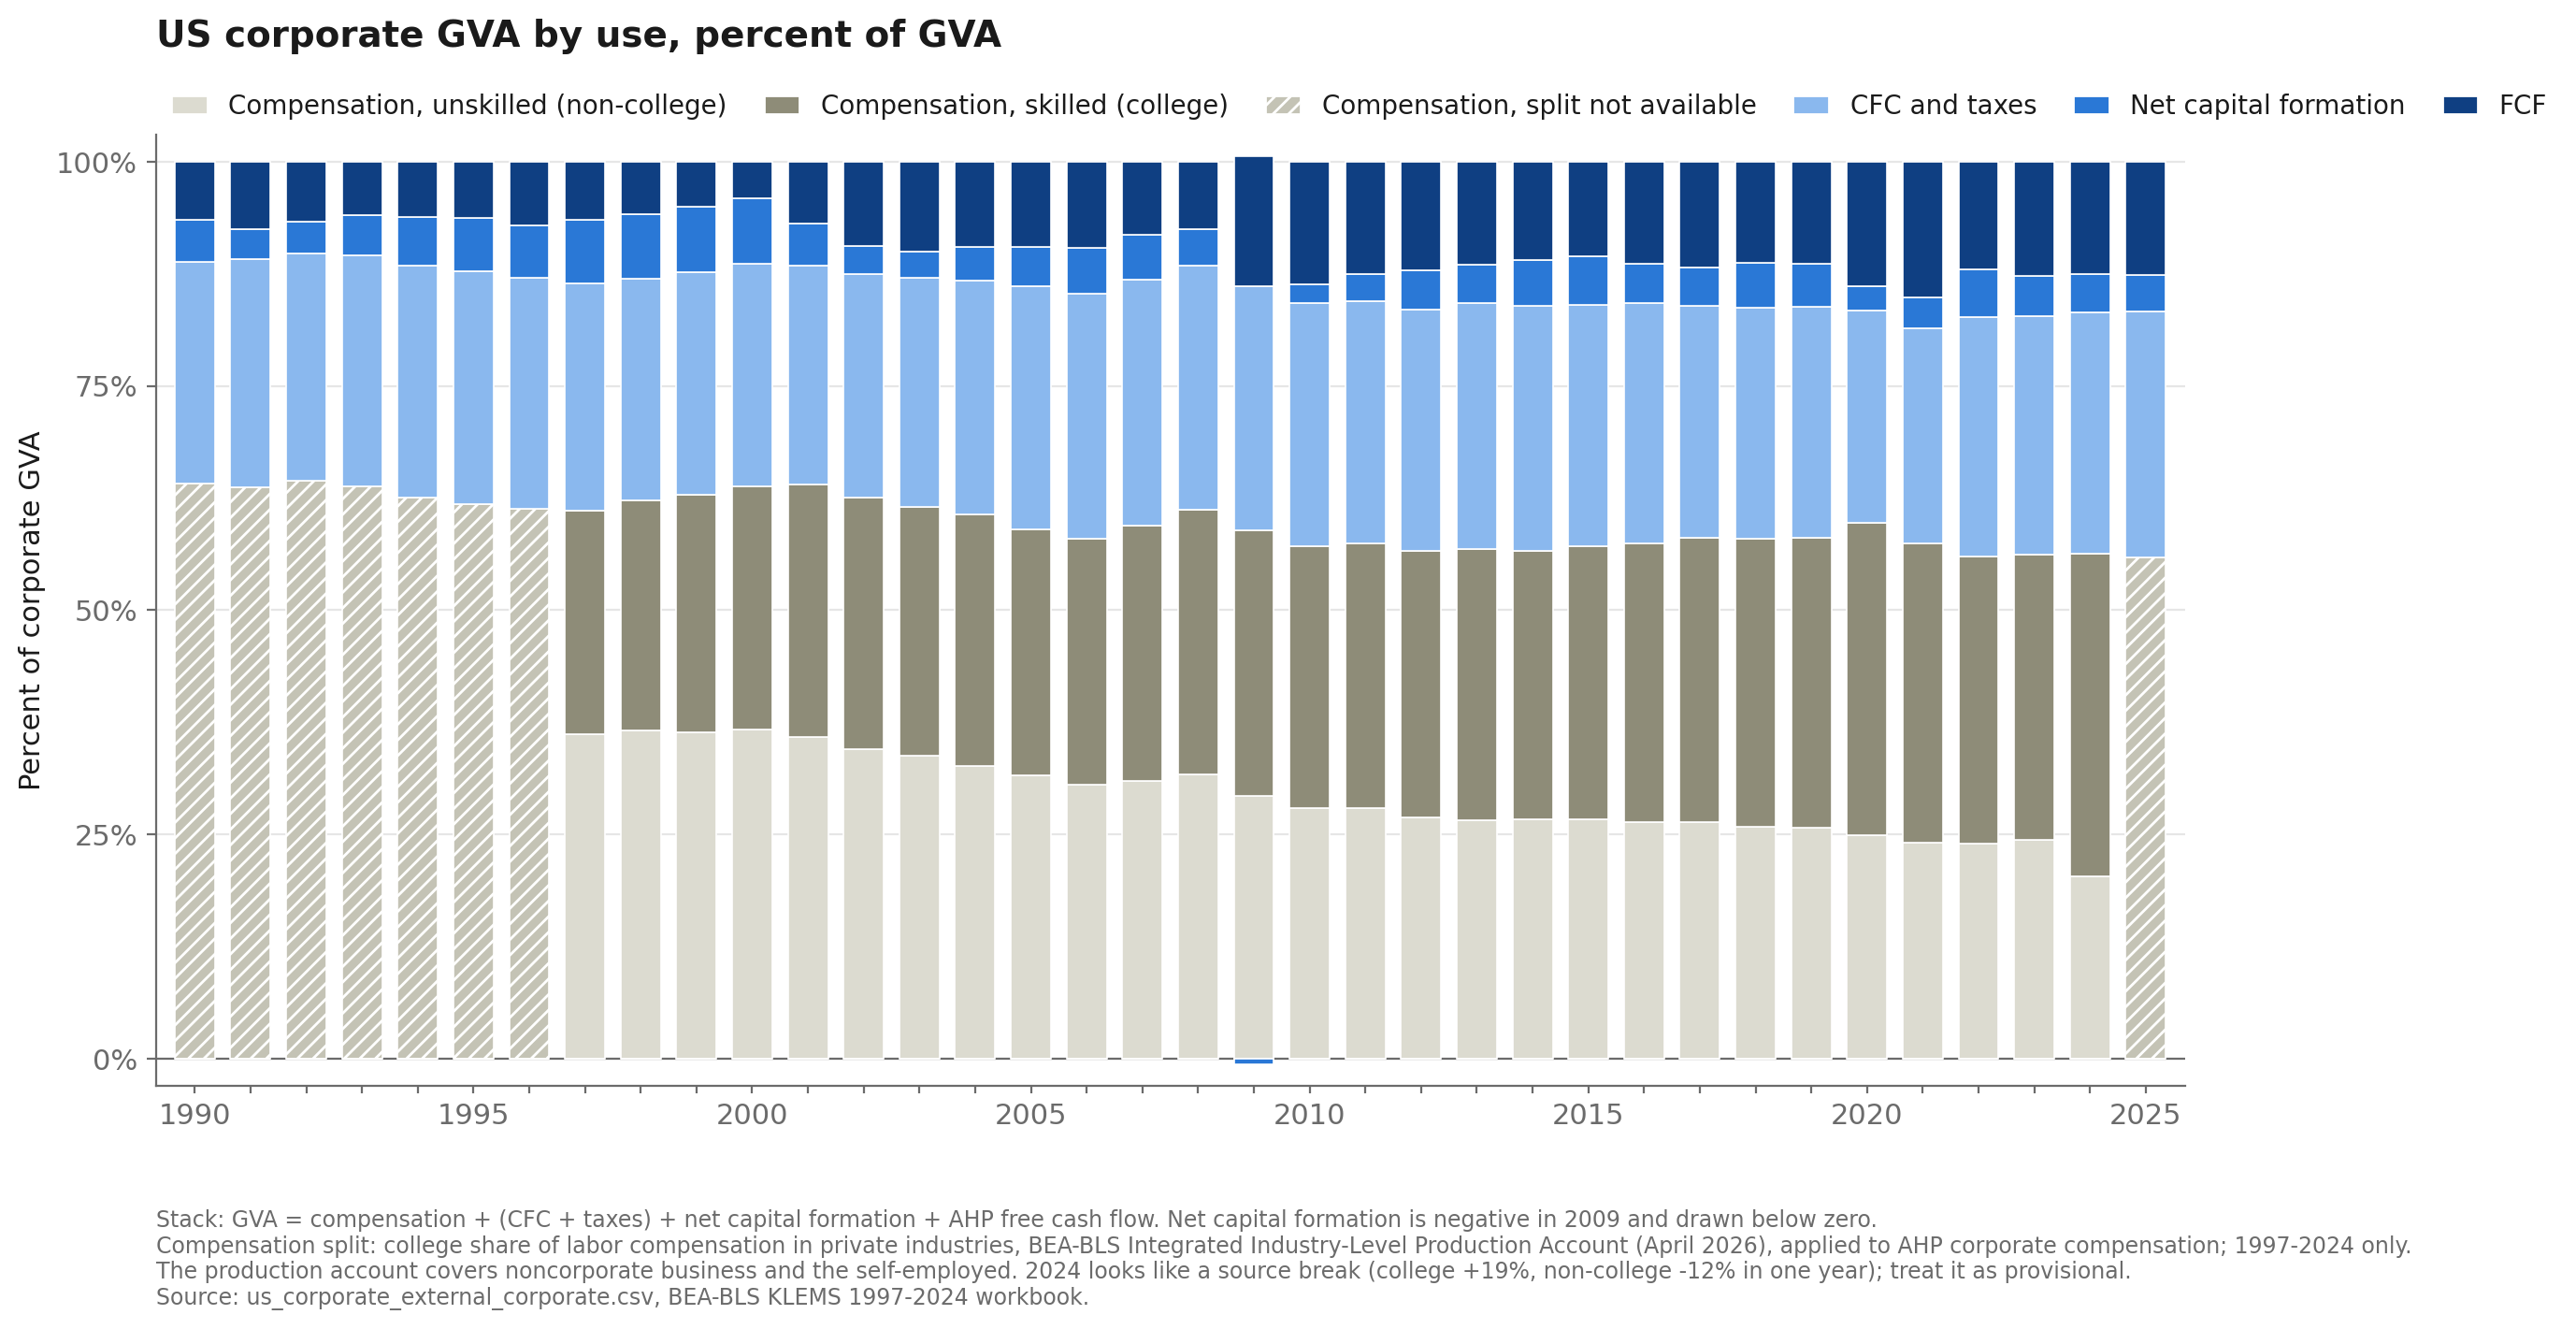 US corporate GVA by use, percent of GVA
Compensation, unskilled (non-college) Compensation, skilled (college) Compensation, split not available CFC and taxes Net capital formation FCF
Percent of corporate GVA
100%
75%
50%
25%
0%
1990 1995 2000 2005 2010 2015 2020 2025
Stack: GVA = compensation + (CFC + taxes) + net capital formation + AHP free cash flow. Net capital formation is negative in 2009 and drawn below zero.
Compensation split: college share of labor compensation in private industries, BEA-BLS Integrated Industry-Level Production Account (April 2026), applied to AHP corporate compensation; 1997-2024 only.
The production account covers noncorporate business and the self-employed. 2024 looks like a source break (college +19%, non-college -12% in one year); treat it as provisional.
Source: us_corporate_external_corporate.csv, BEA-BLS KLEMS 1997-2024 workbook.